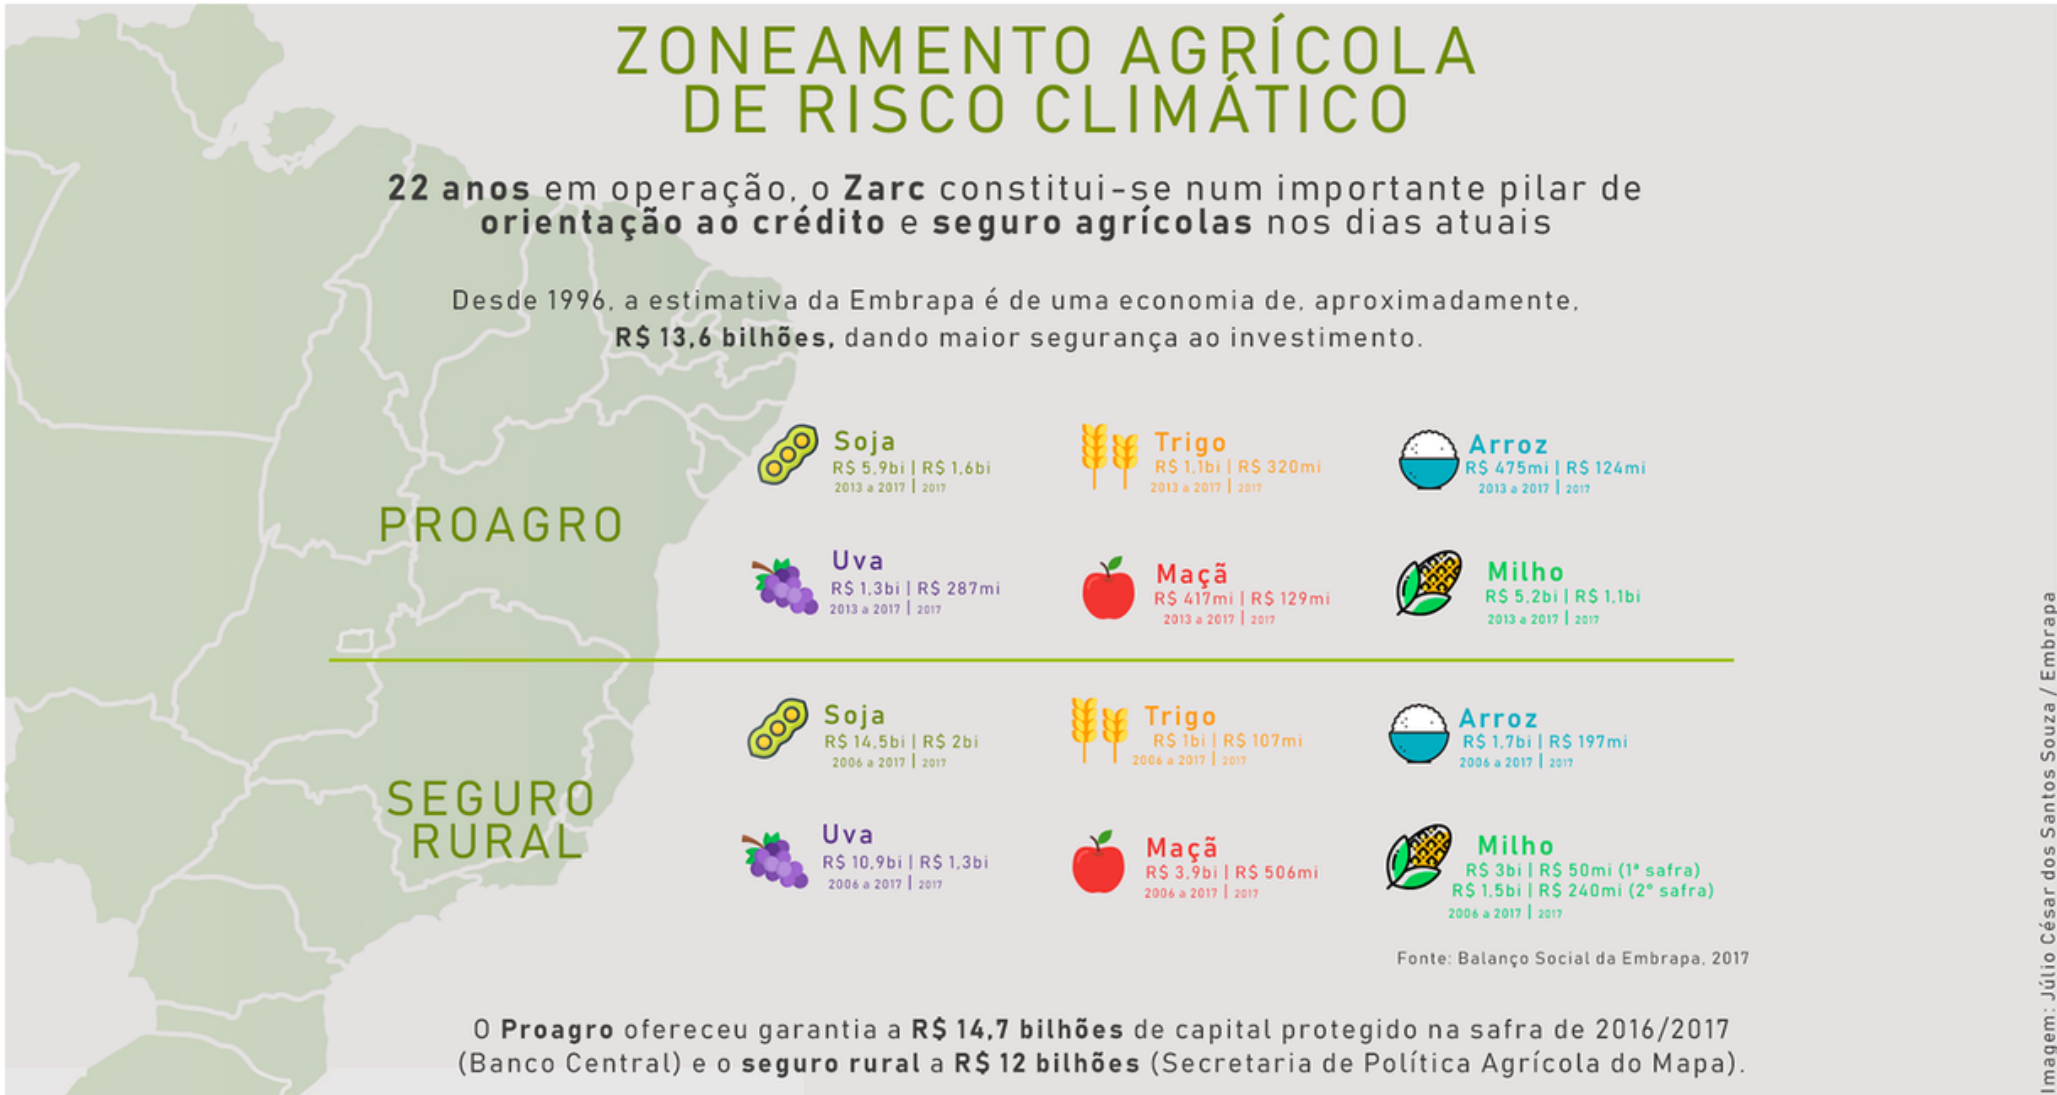 ZONEAMENTO AGRÍCOLA
DE RISCO CLIMÁTICO
22 anos em operação, o Zarc constitui-se num importante pilar de
orientação ao crédito e seguro agrícolas nos dias atuais
Desde 1996, a estimativa da Embrapa é de uma economia de, aproximadamente,
R$ 13,6 bilhões, dando maior segurança ao investimento.
PROAGRO
Soja
R$ 5,9bi | R$ 1,6bi
2013 a 2017 | 2017
Trigo
R$ 1,1bi | R$ 320mi
2013 a 2017 | 2017
Arroz
R$ 475mi | R$ 124mi
2013 a 2017 | 2017
Uva
R$ 1,3bi | R$ 287mi
2013 a 2017 | 2017
Maçã
R$ 417mi | R$ 129mi
2013 a 2017 | 2017
Milho
R$ 5,2bi | R$ 1,1bi
2013 a 2017 | 2017
SEGURO
RURAL
Soja
R$ 14,5bi | R$ 2bi
2006 a 2017 | 2017
Trigo
R$ 1bi | R$ 107mi
2006 a 2017 | 2017
Arroz
R$ 1,7bi | R$ 197mi
2006 a 2017 | 2017
Uva
R$ 10,9bi | R$ 1,3bi
2006 a 2017 | 2017
Maçã
R$ 3,9bi | R$ 506mi
2006 a 2017 | 2017
Milho
R$ 3bi | R$ 50mi (1ª safra)
R$ 1,5bi | R$ 240mi (2ª safra)
2006 a 2017 | 2017
Fonte: Balanço Social da Embrapa, 2017
O Proagro ofereceu garantia a R$ 14,7 bilhões de capital protegido na safra de 2016/2017
(Banco Central) e o seguro rural a R$ 12 bilhões (Secretaria de Política Agrícola do Mapa).
Imagem: Júlio César dos Santos Souza / Embrapa